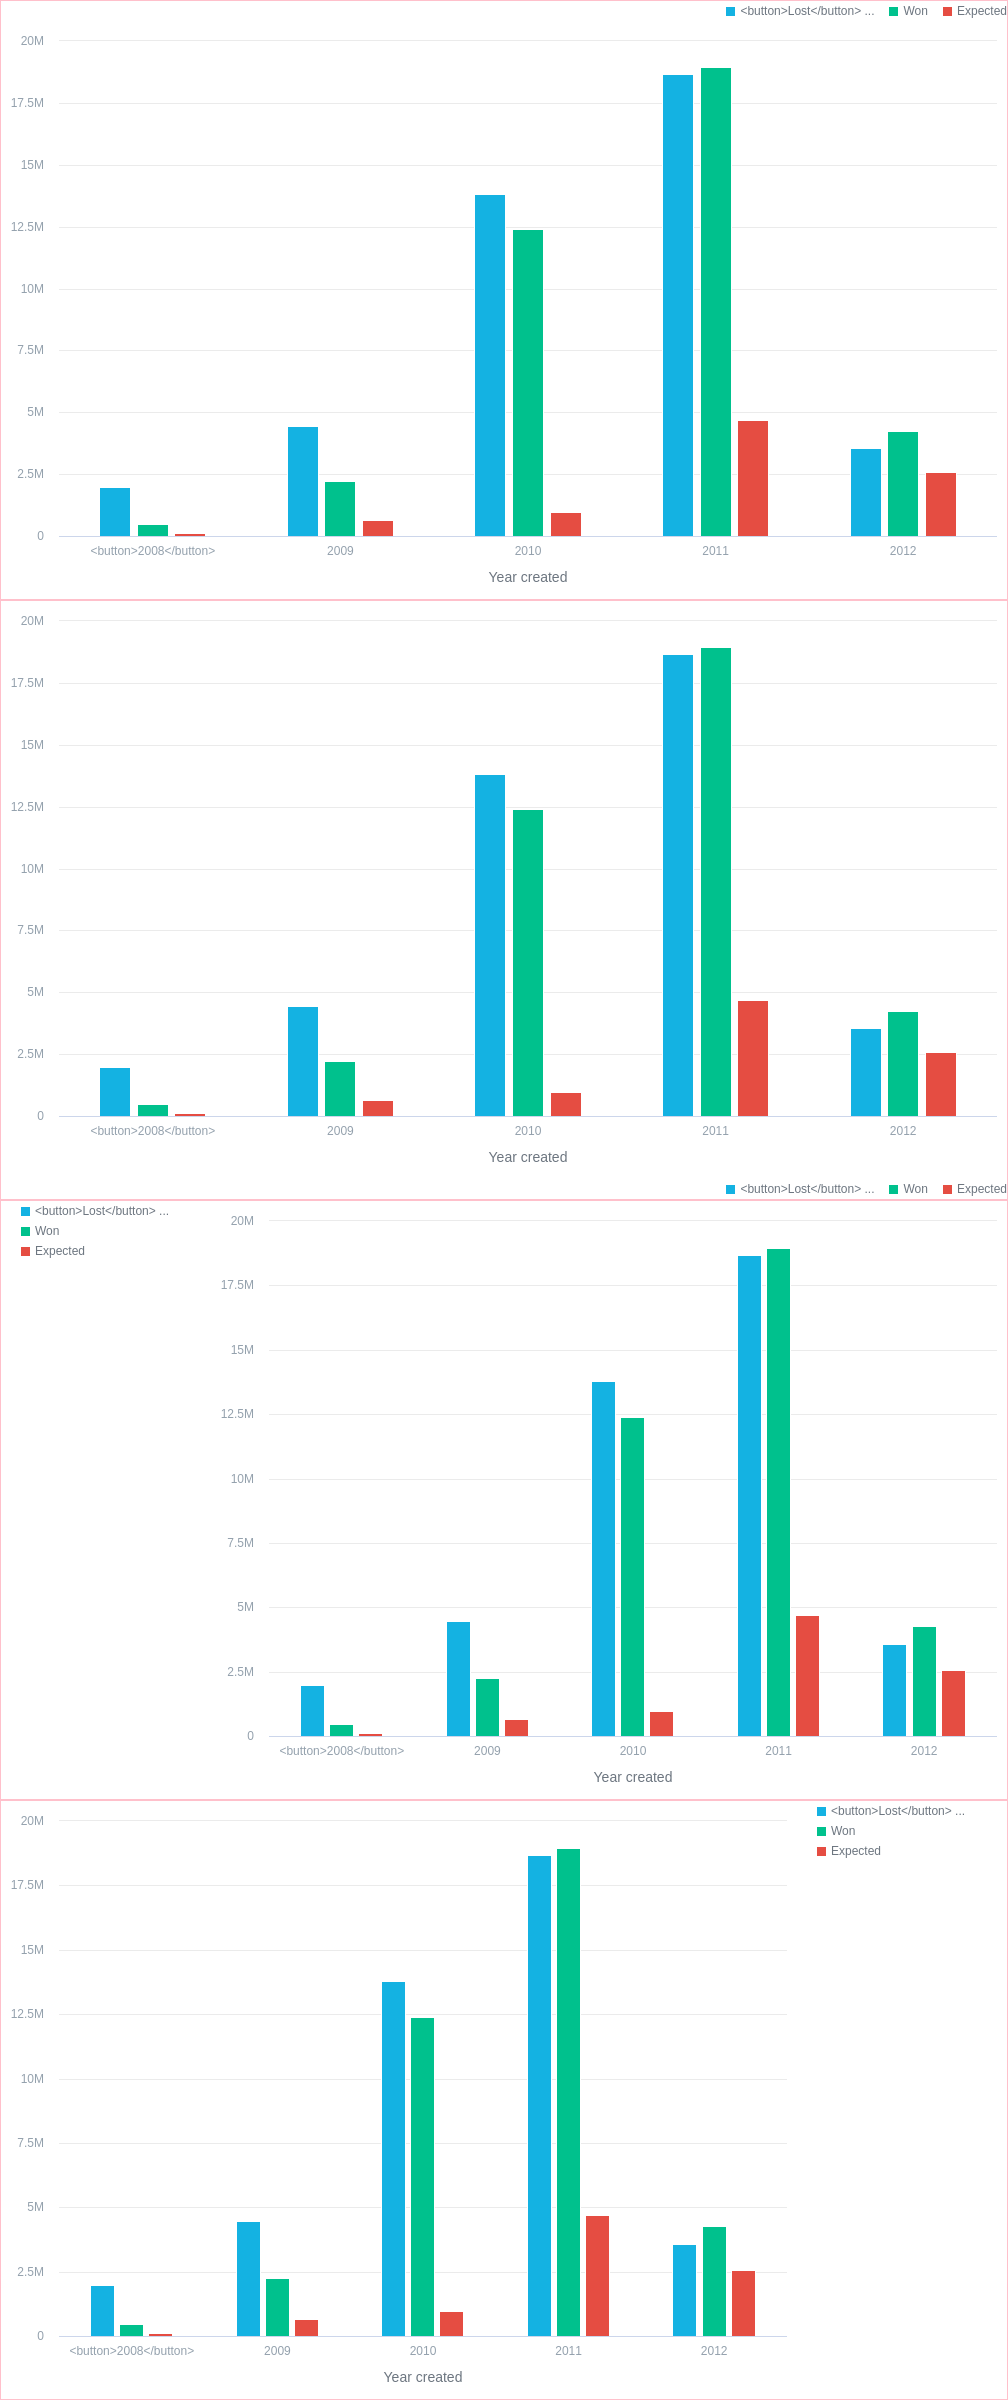 <button>Lost</button> ... Won Expected
20M
17.5M
15M
12.5M
10M
7.5M
5M
2.5M
0
<button>2008</button> 2009 2010 2011 2012
Year created
20M
17.5M
15M
12.5M
10M
7.5M
5M
2.5M
0
<button>2008</button> 2009 2010 2011 2012
Year created
<button>Lost</button> ... Won Expected
<button>Lost</button> ...
Won
Expected
20M
17.5M
15M
12.5M
10M
7.5M
5M
2.5M
0
<button>2008</button> 2009 2010 2011 2012
Year created
<button>Lost</button> ...
Won
Expected
20M
17.5M
15M
12.5M
10M
7.5M
5M
2.5M
0
<button>2008</button> 2009 2010 2011 2012
Year created